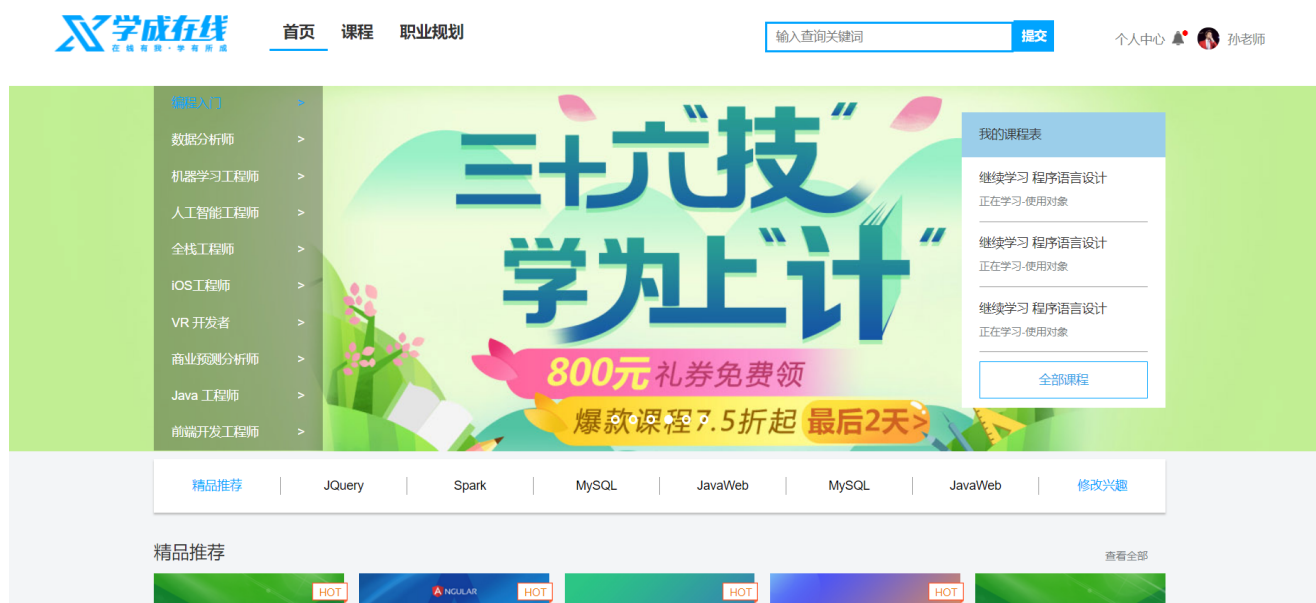 学成在线
在线有我·学有所成
首页 课程 职业规划
输入查询关键词 提交
个人中心 孙老师
编程入门 >
数据分析师 >
机器学习工程师 >
人工智能工程师 >
全栈工程师 >
iOS工程师 >
VR 开发者 >
商业预测分析师 >
Java 工程师 >
前端开发工程师 >
三十六"技"
学为上"计"
800元礼券免费领
爆款课程7.5折起 最后2天>
我的课程表
继续学习 程序语言设计
正在学习-使用对象
继续学习 程序语言设计
正在学习-使用对象
继续学习 程序语言设计
正在学习-使用对象
全部课程
精品推荐 JQuery Spark MySQL JavaWeb MySQL JavaWeb 修改兴趣
精品推荐 查看全部
HOT ANGULAR HOT HOT HOT